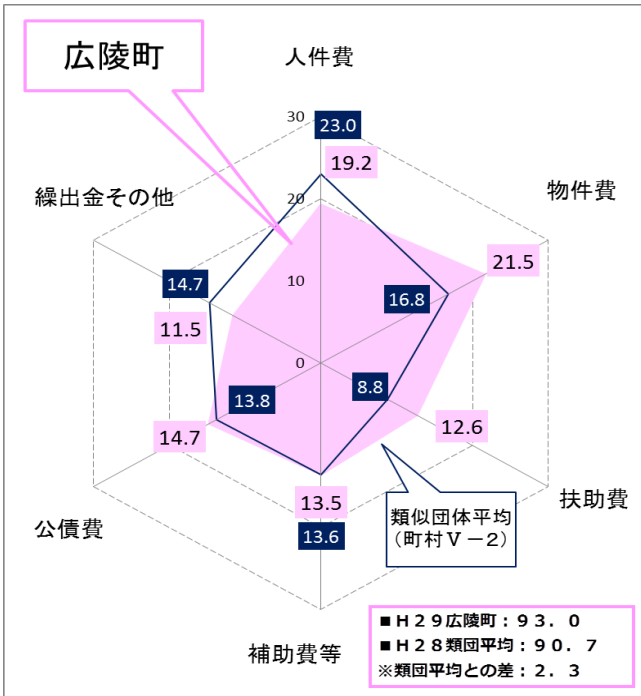 広陵町
人件費
30
23.0
19.2
物件費
繰出金その他
20
21.5
14.7
16.8
10
11.5
0
8.8
13.8
12.6
14.7
扶助費
13.5
類似団体平均
(町村Ⅴ－2)
公債費
13.6
補助費等
■H29広陵町：93.0
■H28類団平均：90.7
※類団平均との差：2.3